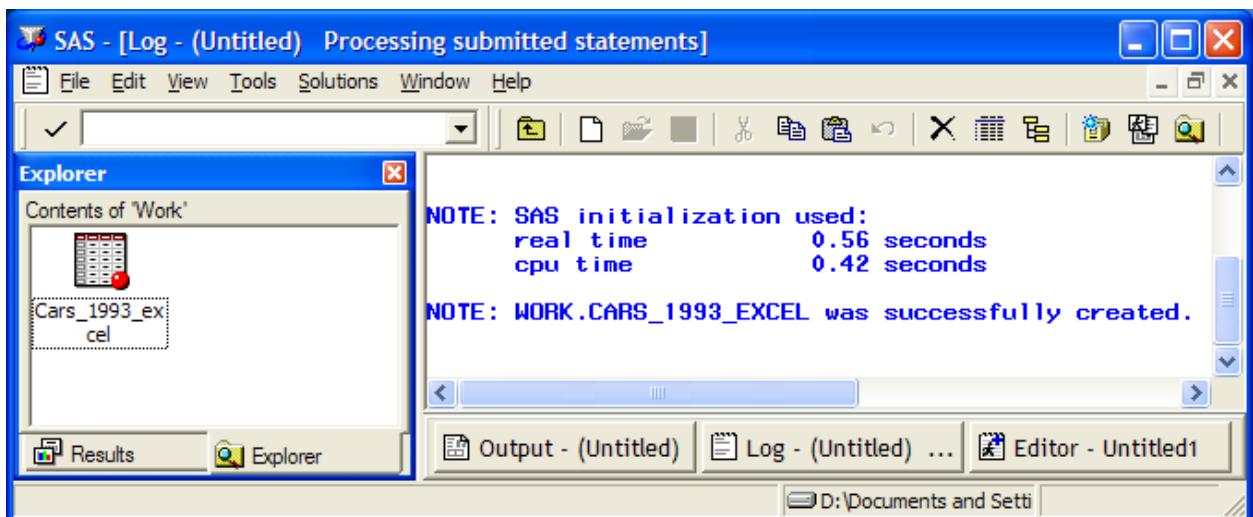 SAS - [Log - (Untitled) Processing submitted statements]
File Edit View Tools Solutions Window Help
Explorer
Contents of 'Work'
Cars_1993_ex
cel
NOTE: SAS initialization used:
real time 0.56 seconds
cpu time 0.42 seconds
NOTE: WORK.CARS_1993_EXCEL was successfully created.
Results Explorer
Output - (Untitled) Log - (Untitled) ... Editor - Untitled1
D:\Documents and Setti